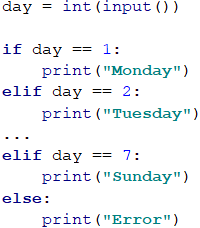 day = int(input())

if day == 1:
    print("Monday")
elif day == 2:
    print("Tuesday")
...
elif day == 7:
    print("Sunday")
else:
    print("Error")